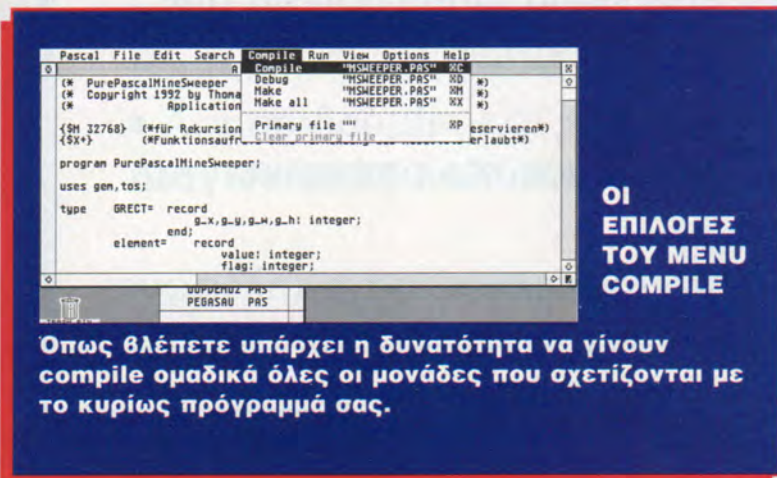 Pascal File Edit Search Compile Run View Options Help
Compile "MSWEEPER.PAS" ⌘C
Debug "MSWEEPER.PAS" ⌘D
Make "MSWEEPER.PAS" ⌘M
Make all "MSWEEPER.PAS" ⌘X
Primary file "" ⌘P
Clear primary file
(* PurePascalMineSweeper *)
(* Copyright 1992 by Thoma *)
(* Application *)
{$M 32768} (*für Rekursion eservieren*)
{$X+} (*Funktionsaufr erlaubt*)
program PurePascalMineSweeper;
uses gem,tos;
type GRECT= record
g_x,g_y,g_w,g_h: integer;
end;
element= record
value: integer;
flag: integer;
PEGASAU PAS
ΟΙ
ΕΠΙΛΟΓΕΣ
ΤΟΥ MENU
COMPILE
Όπως βλέπετε υπάρχει η δυνατότητα να γίνουν
compile ομαδικά όλες οι μονάδες που σχετίζονται με
το κυρίως πρόγραμμά σας.